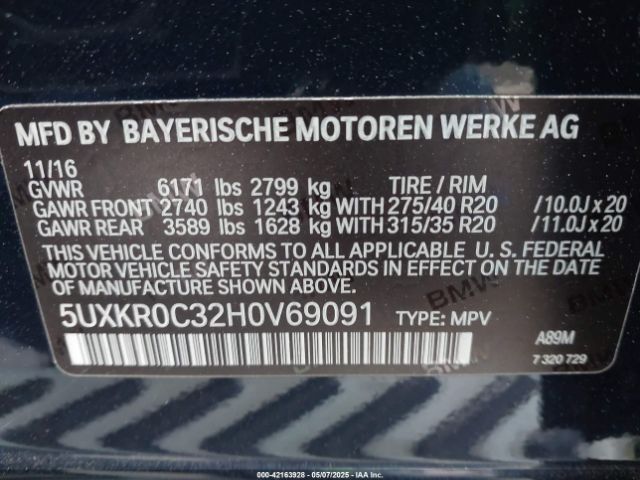 MFD BY BAYERISCHE MOTOREN WERKE AG
11/16
GVWR 6171 lbs 2799 kg TIRE / RIM
GAWR FRONT 2740 lbs 1243 kg WITH 275/40 R20 /10.0J x 20
GAWR REAR 3589 lbs 1628 kg WITH 315/35 R20 /11.0J x 20
THIS VEHICLE CONFORMS TO ALL APPLICABLE U. S. FEDERAL
MOTOR VEHICLE SAFETY STANDARDS IN EFFECT ON THE DATE
OF MANUFACTURE SHOWN ABOVE.
5UXKR0C32H0V69091 TYPE: MPV
A89M
7 320 729
000-42163928 - 05/07/2025 - IAAI.COM